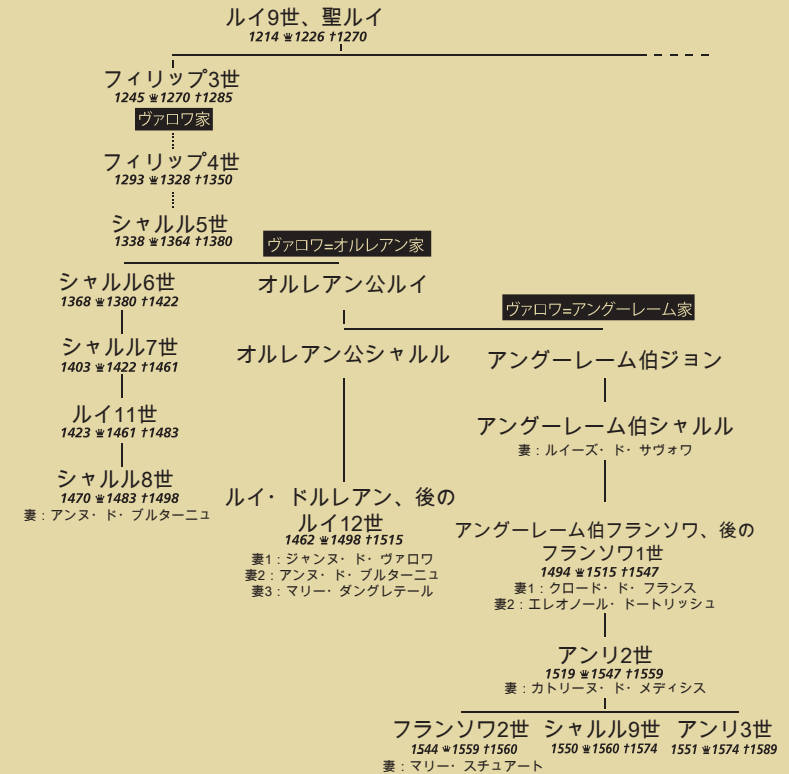 ルイ9世、聖ルイ
1214 ♛1226 †1270
フィリップ3世
1245 ♛1270 †1285
ヴァロワ家
フィリップ4世
1293 ♛1328 †1350
シャルル5世
1338 ♛1364 †1380
ヴァロワ=オルレアン家
シャルル6世
1368 ♛1380 †1422
オルレアン公ルイ
ヴァロワ=アングーレーム家
シャルル7世
1403 ♛1422 †1461
オルレアン公シャルル
アングーレーム伯ジョン
ルイ11世
1423 ♛1461 †1483
アングーレーム伯シャルル
妻：ルイーズ・ド・サヴォワ
シャルル8世
1470 ♛1483 †1498
妻：アンヌ・ド・ブルターニュ
ルイ・ドルレアン、後の
ルイ12世
1462 ♛1498 †1515
妻1：ジャンヌ・ド・ヴァロワ
妻2：アンヌ・ド・ブルターニュ
妻3：マリー・ダングレテール
アングーレーム伯フランソワ、後の
フランソワ1世
1494 ♛1515 †1547
妻1：クロード・ド・フランス
妻2：エレオノール・ドートリッシュ
アンリ2世
1519 ♛1547 †1559
妻：カトリーヌ・ド・メディシス
フランソワ2世
1544 ♛1559 †1560
妻：マリー・スチュアート
シャルル9世
1550 ♛1560 †1574
アンリ3世
1551 ♛1574 †1589